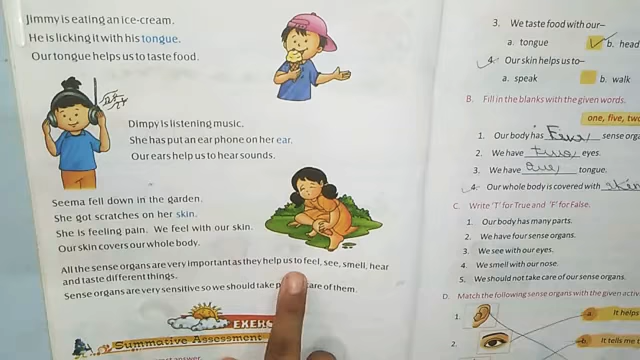 Jimmy is eating an ice-cream.
He is licking it with his tongue.
Our tongue helps us to taste food.
Dimpy is listening music.
She has put an ear phone on her ear.
Our ears help us to hear sounds.
Seema fell down in the garden.
She got scratches on her skin.
She is feeling pain. We feel with our skin.
Our skin covers our whole body.
All the sense organs are very important as they help us to feel, see, smell, hear
and taste different things.
Sense organs are very sensitive so we should take care of them.
Summative Assessment
answer.
3. We taste food with our–
a. tongue b. head
4. Our skin helps us to–
a. speak b. walk
B. Fill in the blanks with the given words.
one, five, two
1. Our body has sense
2. We have two eyes.
3. We have one tongue.
4. Our whole body is covered with skin
C. Write 'T' for True and 'F' for False.
1. Our body has many parts.
2. We have four sense organs.
3. We see with our eyes.
4. We smell with our nose.
5. We should not take care of our sense organs.
D. Match the following sense organs with the given
1. a. It helps
2. b. It tells me